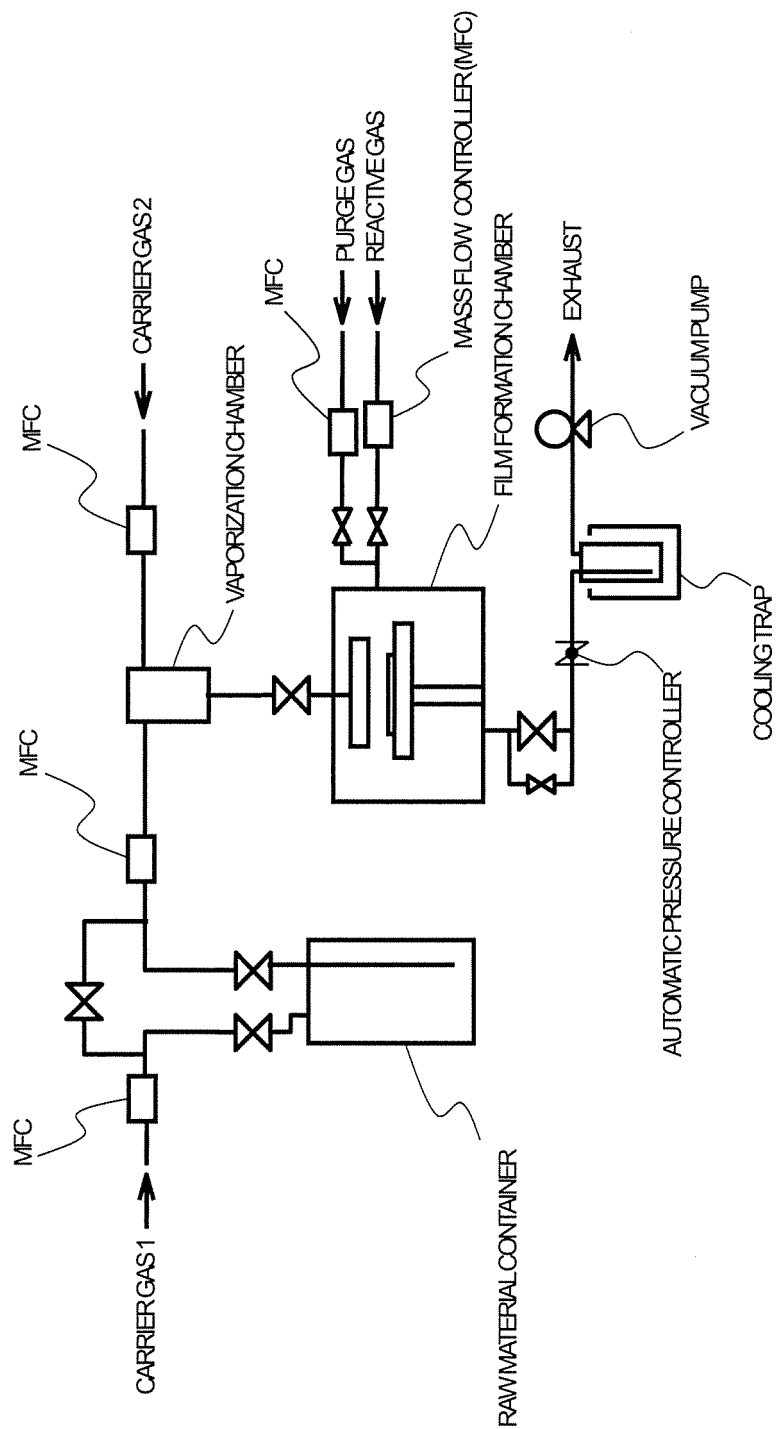 MFC
CARRIER GAS 1
RAW MATERIAL CONTAINER
MFC
MFC
CARRIER GAS 2
VAPORIZATION CHAMBER
MFC
PURGE GAS
REACTIVE GAS
MASS FLOW CONTROLLER (MFC)
FILM FORMATION CHAMBER
EXHAUST
VACUUM PUMP
COOLING TRAP
AUTOMATIC PRESSURE CONTROLLER